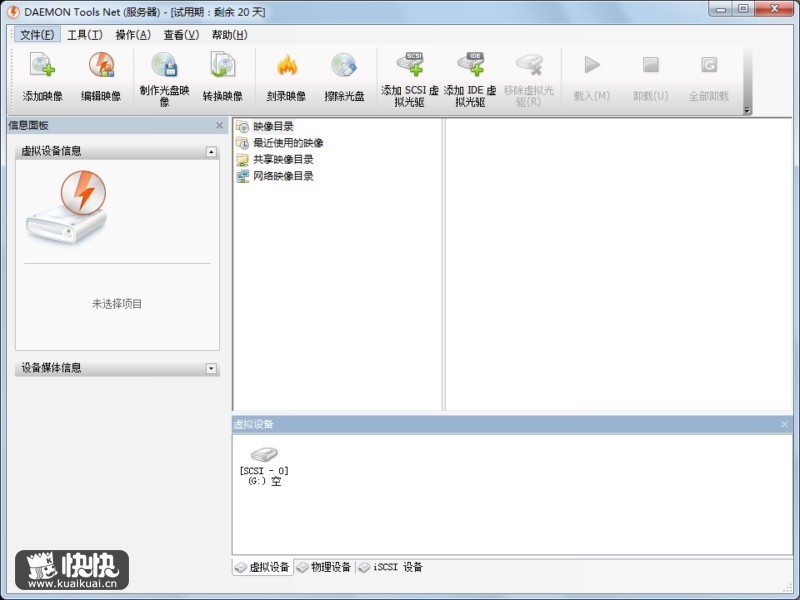 DAEMON Tools Net (服务器) - [试用期：剩余 20 天]
文件(F) 工具(T) 操作(A) 查看(V) 帮助(H)
添加映像
编辑映像
制作光盘映
像
转换映像
刻录映像
擦除光盘
SCSI
添加 SCSI 虚
拟光驱
IDE
添加 IDE 虚
拟光驱
移除虚拟光
驱(R)
载入(M)
卸载(U)
全部卸载
信息面板
虚拟设备信息
未选择项目
设备媒体信息
映像目录
最近使用的映像
共享映像目录
网络映像目录
虚拟设备
[SCSI - 0]
(G:) 空
虚拟设备 物理设备 iSCSI 设备
快快
www.kuaikuai.cn